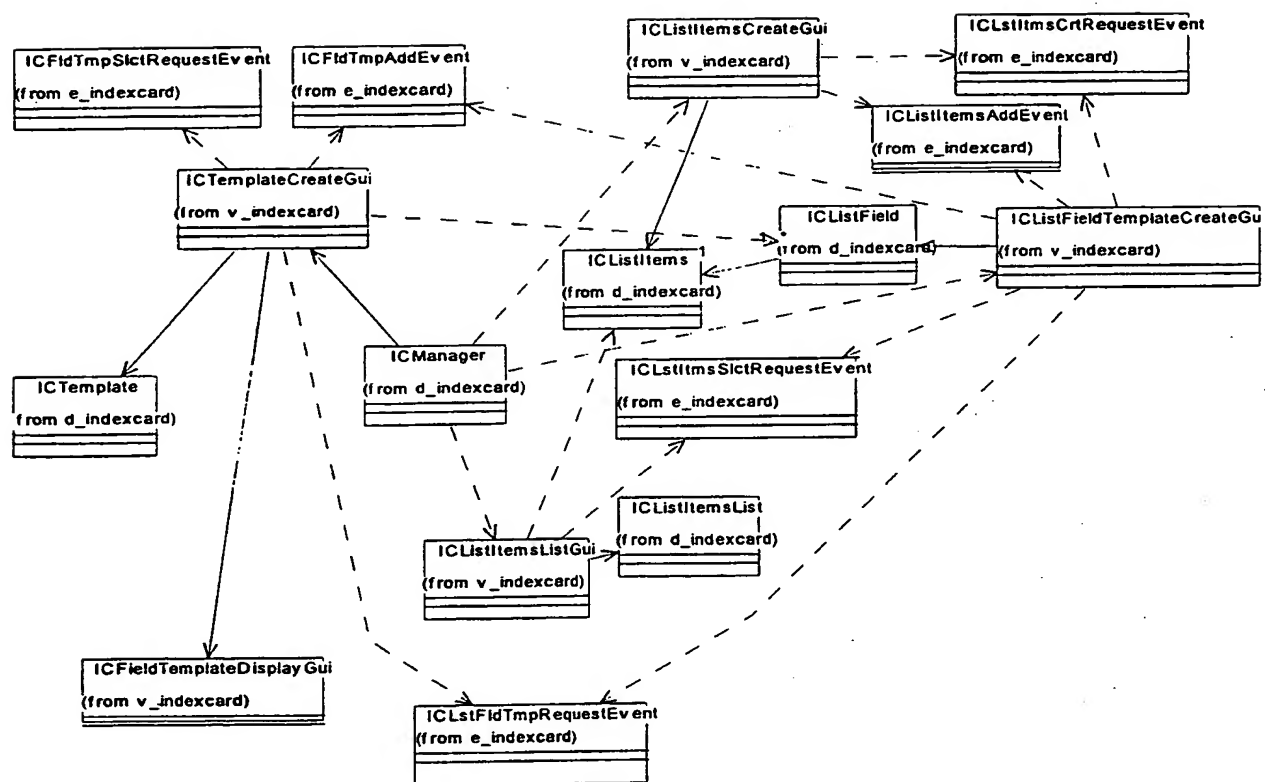 ICFldTmpSlctRequestEvent
(from e_indexcard)
ICFldTmpAddEvent
(from e_indexcard)
ICListItemsCreateGui
(from v_indexcard)
ICLstItmsCrtRequestEvent
(from e_indexcard)
ICListItemsAddEvent
(from e_indexcard)
ICTemplateCreateGui
(from v_indexcard)
ICListField
(from d_indexcard)
ICListFieldTemplateCreateGui
(from v_indexcard)
ICListItems
1
(from d_indexcard)
ICManager
(from d_indexcard)
ICLstItmsSlctRequestEvent
(from e_indexcard)
ICTemplate
from d_indexcard)
ICListItemsList
(from d_indexcard)
ICListItemsListGui
(from v_indexcard)
ICFieldTemplateDisplayGui
(from v_indexcard)
ICLstFldTmpRequestEvent
(from e_indexcard)